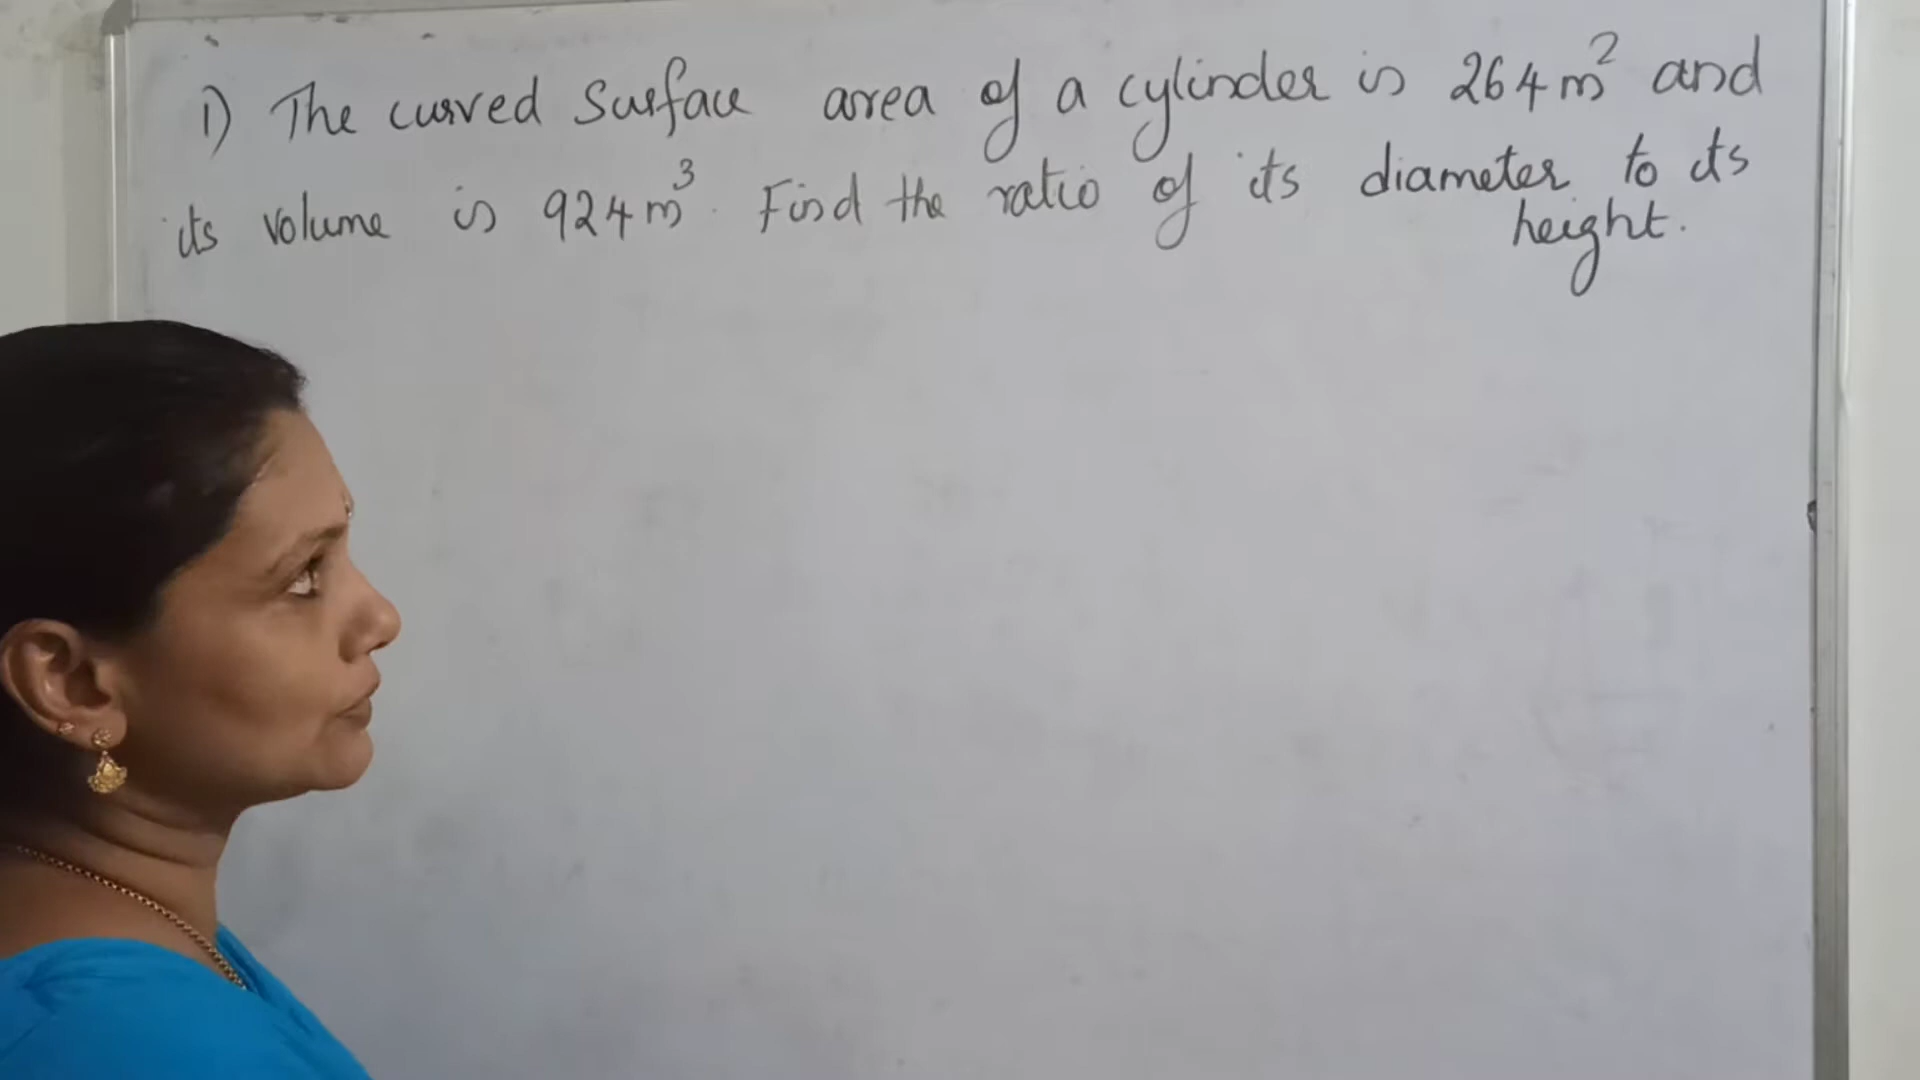 1) The curved Surface area of a cylinder is 264 m² and
its volume is 924 m³. Find the ratio of its diameter to its
height.